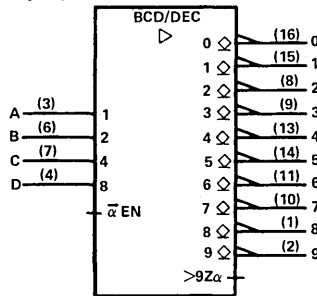 BCD/DEC
▷
0 ◇ (16) 0
1 ◇ (15) 1
2 ◇ (8) 2
A (3) 1 3 ◇ (9) 3
B (6) 2 4 ◇ (13) 4
C (7) 4 5 ◇ (14) 5
D (4) 8 6 ◇ (11) 6
α EN 7 ◇ (10) 7
8 ◇ (1) 8
9 ◇ (2) 9
>9Zα